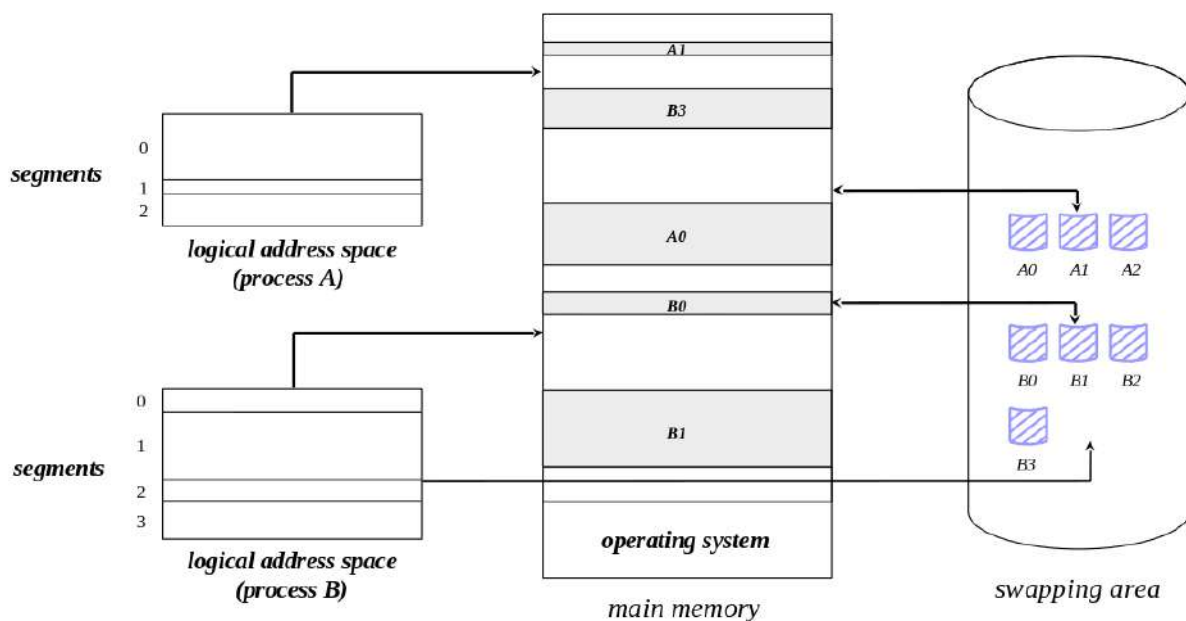 A1
B3
A0
B0
B1
operating system
main memory
segments
0
1
2
logical address space
(process A)
segments
0
1
2
3
logical address space
(process B)
A0 A1 A2
B0 B1 B2
B3
swapping area